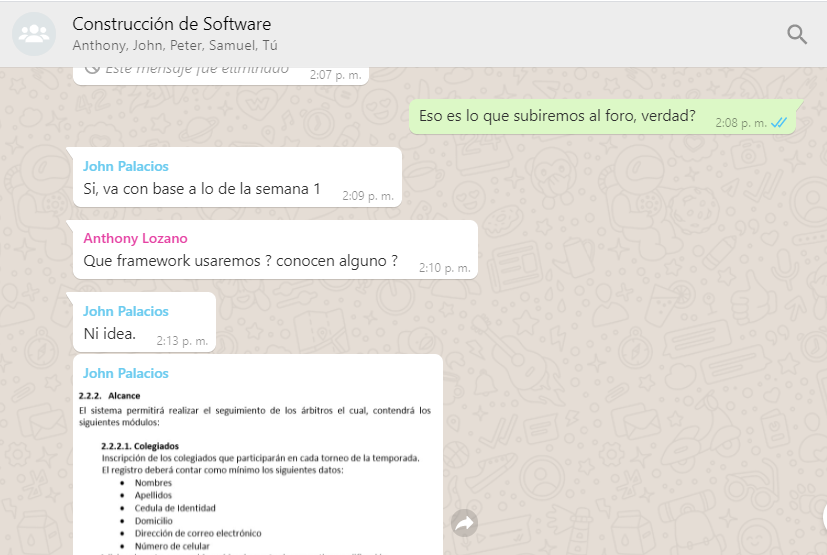 Construcción de Software
Anthony, John, Peter, Samuel, Tú
Este mensaje fue eliminado 2:07 p. m.
Eso es lo que subiremos al foro, verdad? 2:08 p. m.
John Palacios
Si, va con base a lo de la semana 1 2:09 p. m.
Anthony Lozano
Que framework usaremos ? conocen alguno ? 2:10 p. m.
John Palacios
Ni idea. 2:13 p. m.
John Palacios
2.2.2. Alcance
El sistema permitirá realizar el seguimiento de los árbitros el cual, contendrá los
siguientes módulos:
2.2.2.1. Colegiados
Inscripción de los colegiados que participarán en cada torneo de la temporada.
El registro deberá contar como mínimo los siguientes datos:
• Nombres
• Apellidos
• Cedula de Identidad
• Domicilio
• Dirección de correo electrónico
• Número de celular